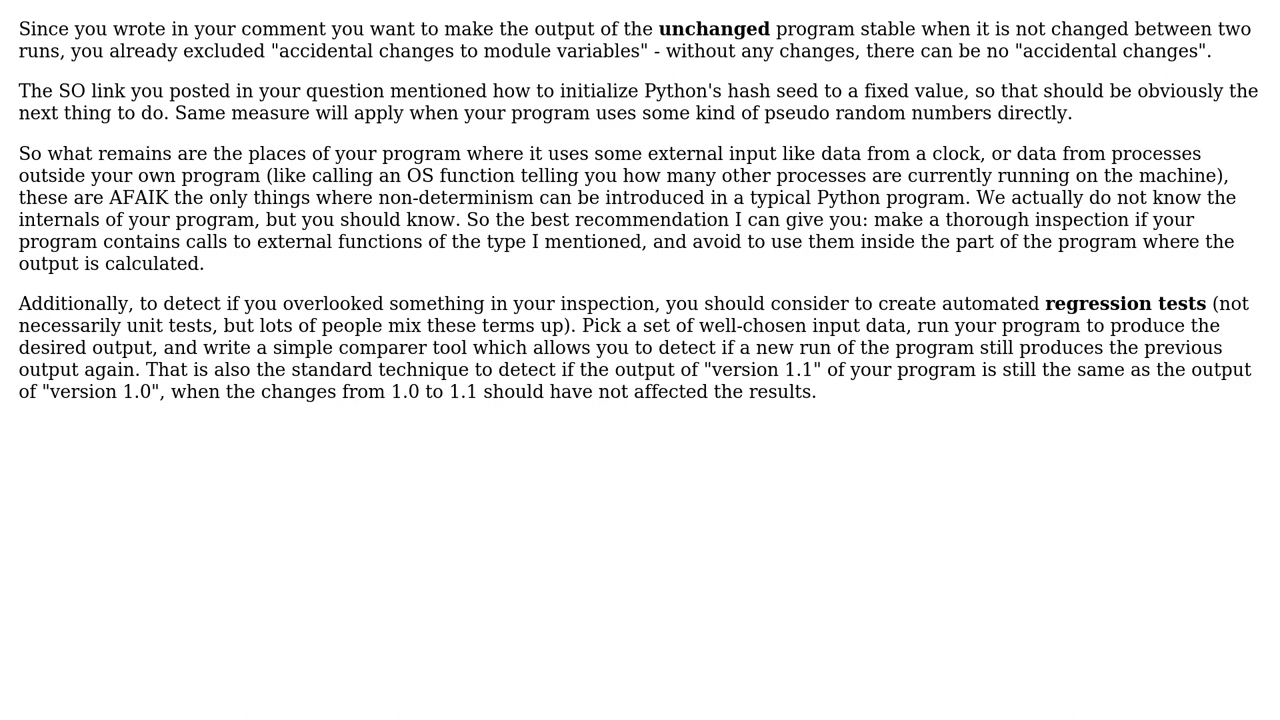 Since you wrote in your comment you want to make the output of the unchanged program stable when it is not changed between two
runs, you already excluded "accidental changes to module variables" - without any changes, there can be no "accidental changes".
The SO link you posted in your question mentioned how to initialize Python's hash seed to a fixed value, so that should be obviously the
next thing to do. Same measure will apply when your program uses some kind of pseudo random numbers directly.
So what remains are the places of your program where it uses some external input like data from a clock, or data from processes
outside your own program (like calling an OS function telling you how many other processes are currently running on the machine),
these are AFAIK the only things where non-determinism can be introduced in a typical Python program. We actually do not know the
internals of your program, but you should know. So the best recommendation I can give you: make a thorough inspection if your
program contains calls to external functions of the type I mentioned, and avoid to use them inside the part of the program where the
output is calculated.
Additionally, to detect if you overlooked something in your inspection, you should consider to create automated regression tests (not
necessarily unit tests, but lots of people mix these terms up). Pick a set of well-chosen input data, run your program to produce the
desired output, and write a simple comparer tool which allows you to detect if a new run of the program still produces the previous
output again. That is also the standard technique to detect if the output of "version 1.1" of your program is still the same as the output
of "version 1.0", when the changes from 1.0 to 1.1 should have not affected the results.